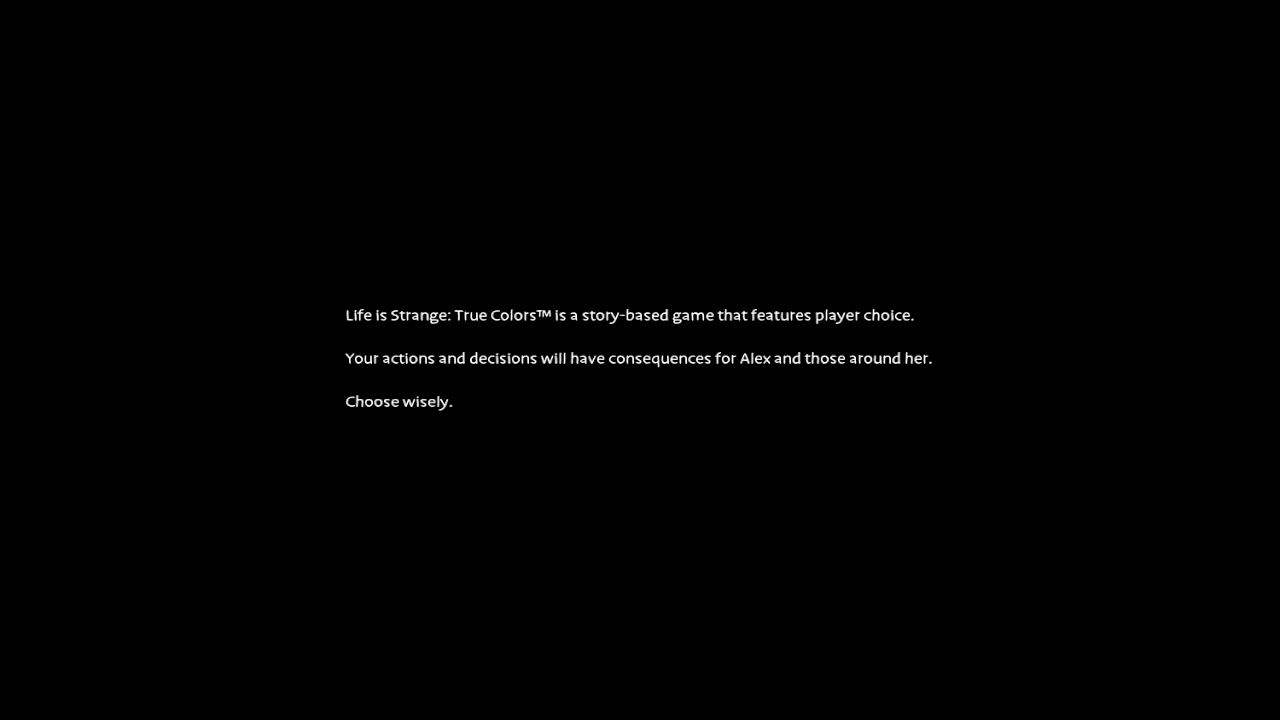 Life is Strange: True Colors™ is a story-based game that features player choice.
Your actions and decisions will have consequences for Alex and those around her.
Choose wisely.